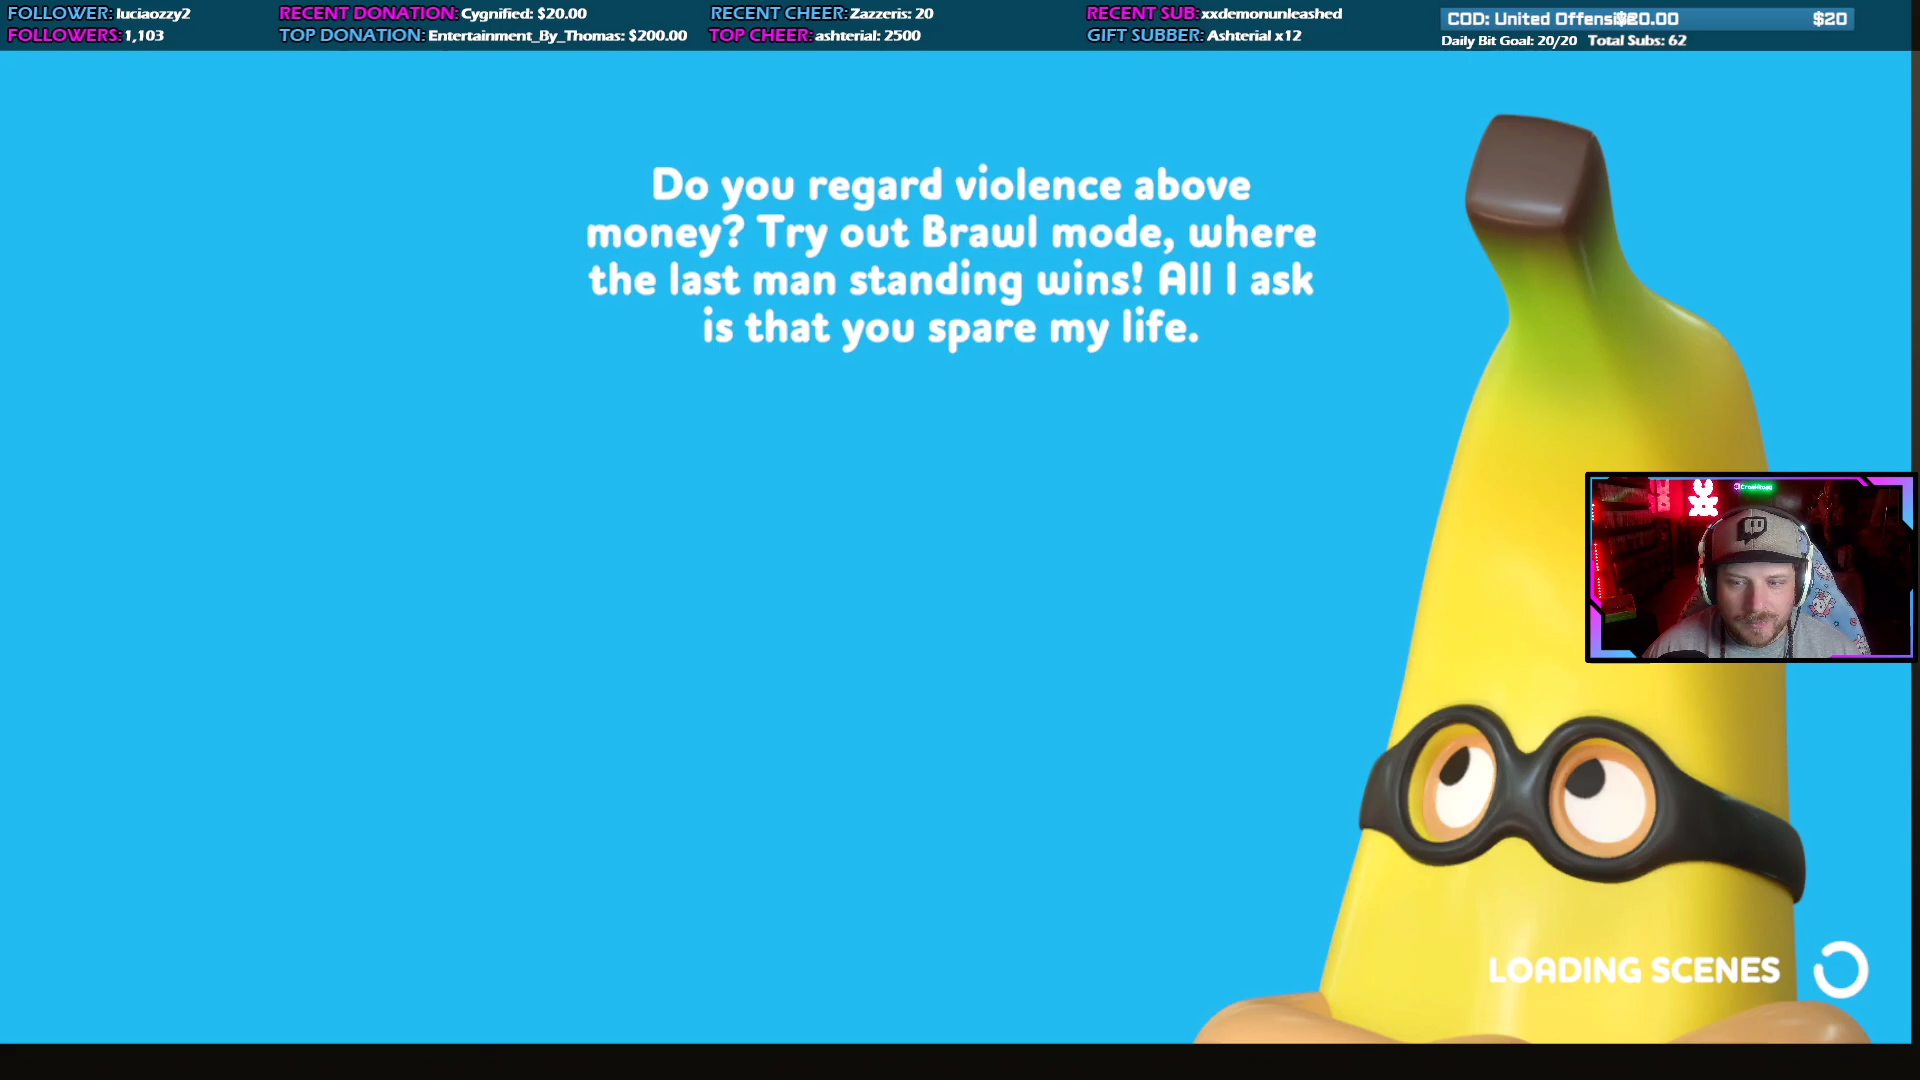 FOLLOWER: luciaozzy2
FOLLOWERS: 1,103
RECENT DONATION: Cygnified: $20.00
TOP DONATION: Entertainment_By_Thomas: $200.00
RECENT CHEER: Zazzeris: 20
TOP CHEER: ashterial: 2500
RECENT SUB: xxdemonunleashed
GIFT SUBBER: Ashterial x12
COD: United $20
Daily Bit Goal: 20/20 Total Subs: 62
Do you regard violence above
money? Try out Brawl mode, where
the last man standing wins! All I ask
is that you spare my life.
LOADING SCENES